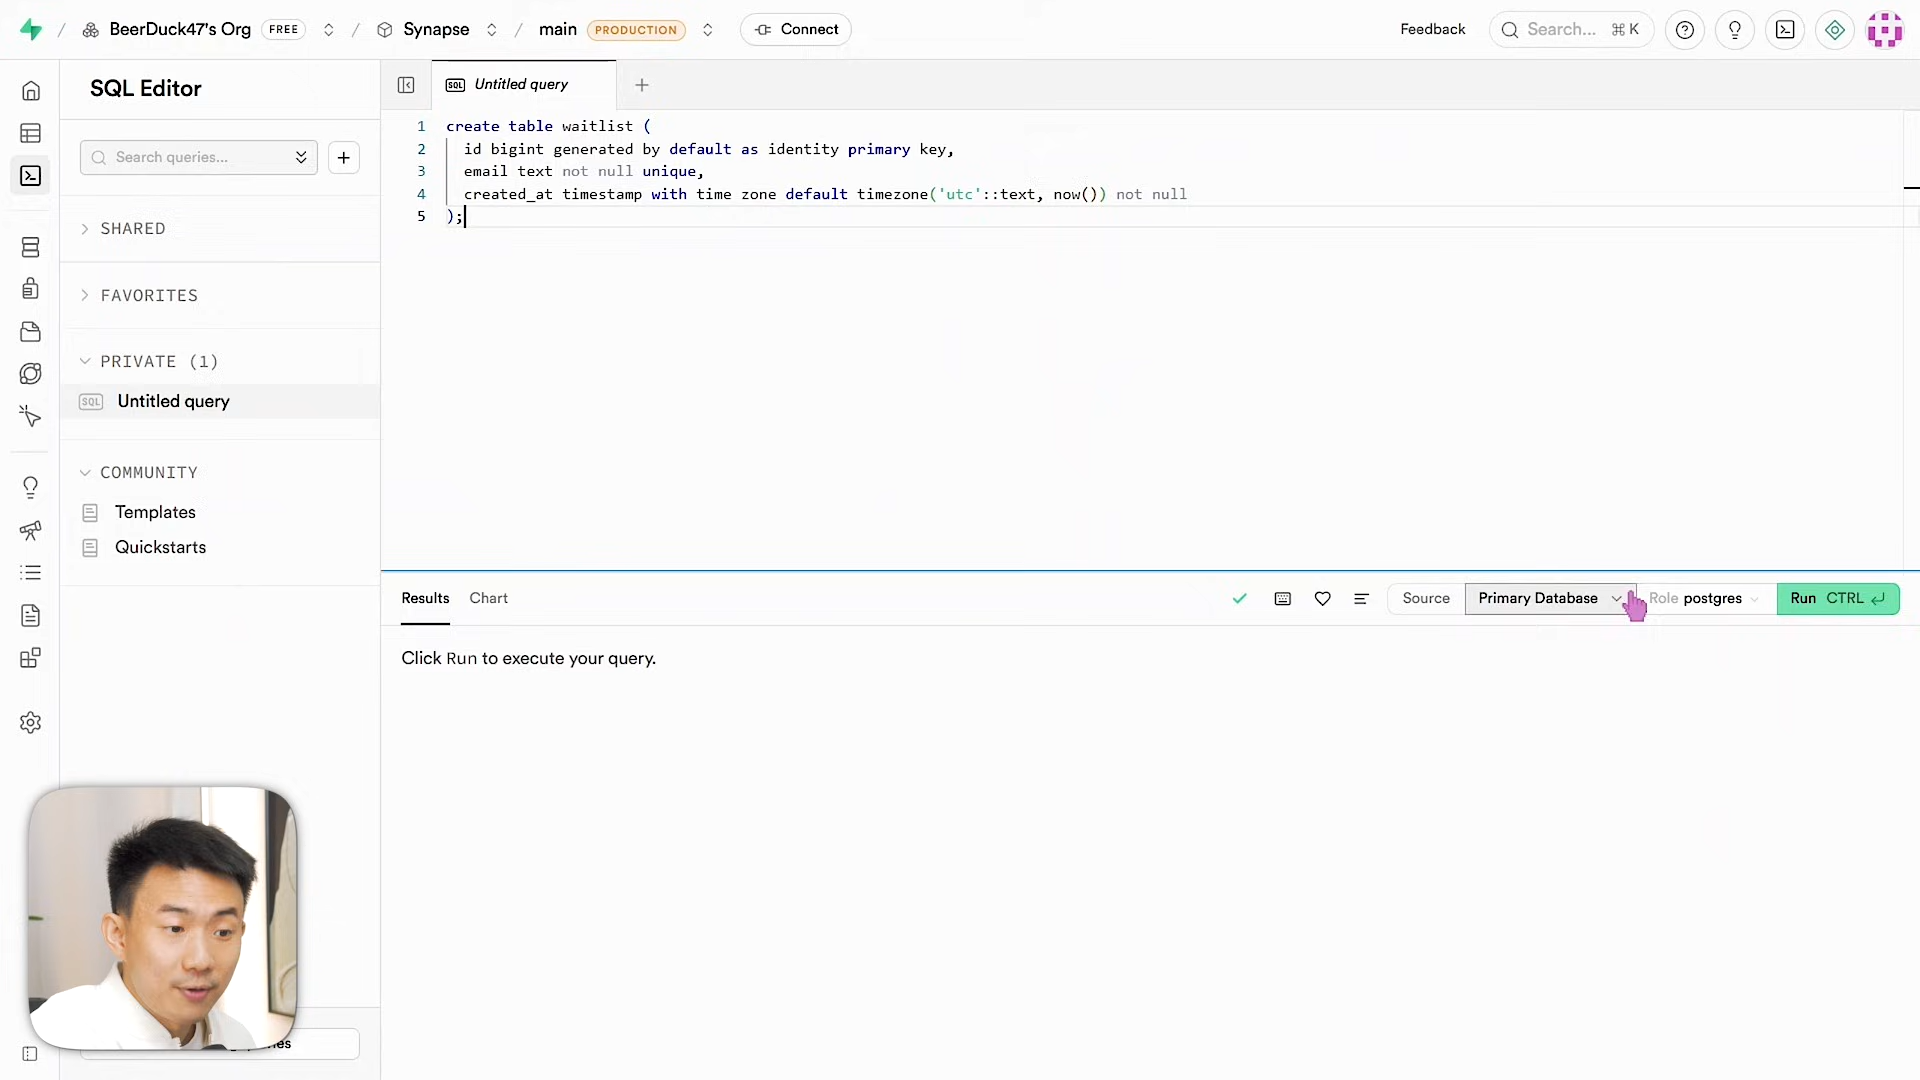 BeerDuck47's Org FREE / Synapse / main PRODUCTION Connect Feedback Search... ⌘ K
SQL Editor
Untitled query
Search queries...
SHARED
FAVORITES
PRIVATE (1)
Untitled query
COMMUNITY
Templates
Quickstarts
1 create table waitlist (
2 id bigint generated by default as identity primary key,
3 email text not null unique,
4 created_at timestamp with time zone default timezone('utc'::text, now()) not null
5 );
Results Chart Source Primary Database Role postgres Run CTRL
Click Run to execute your query.